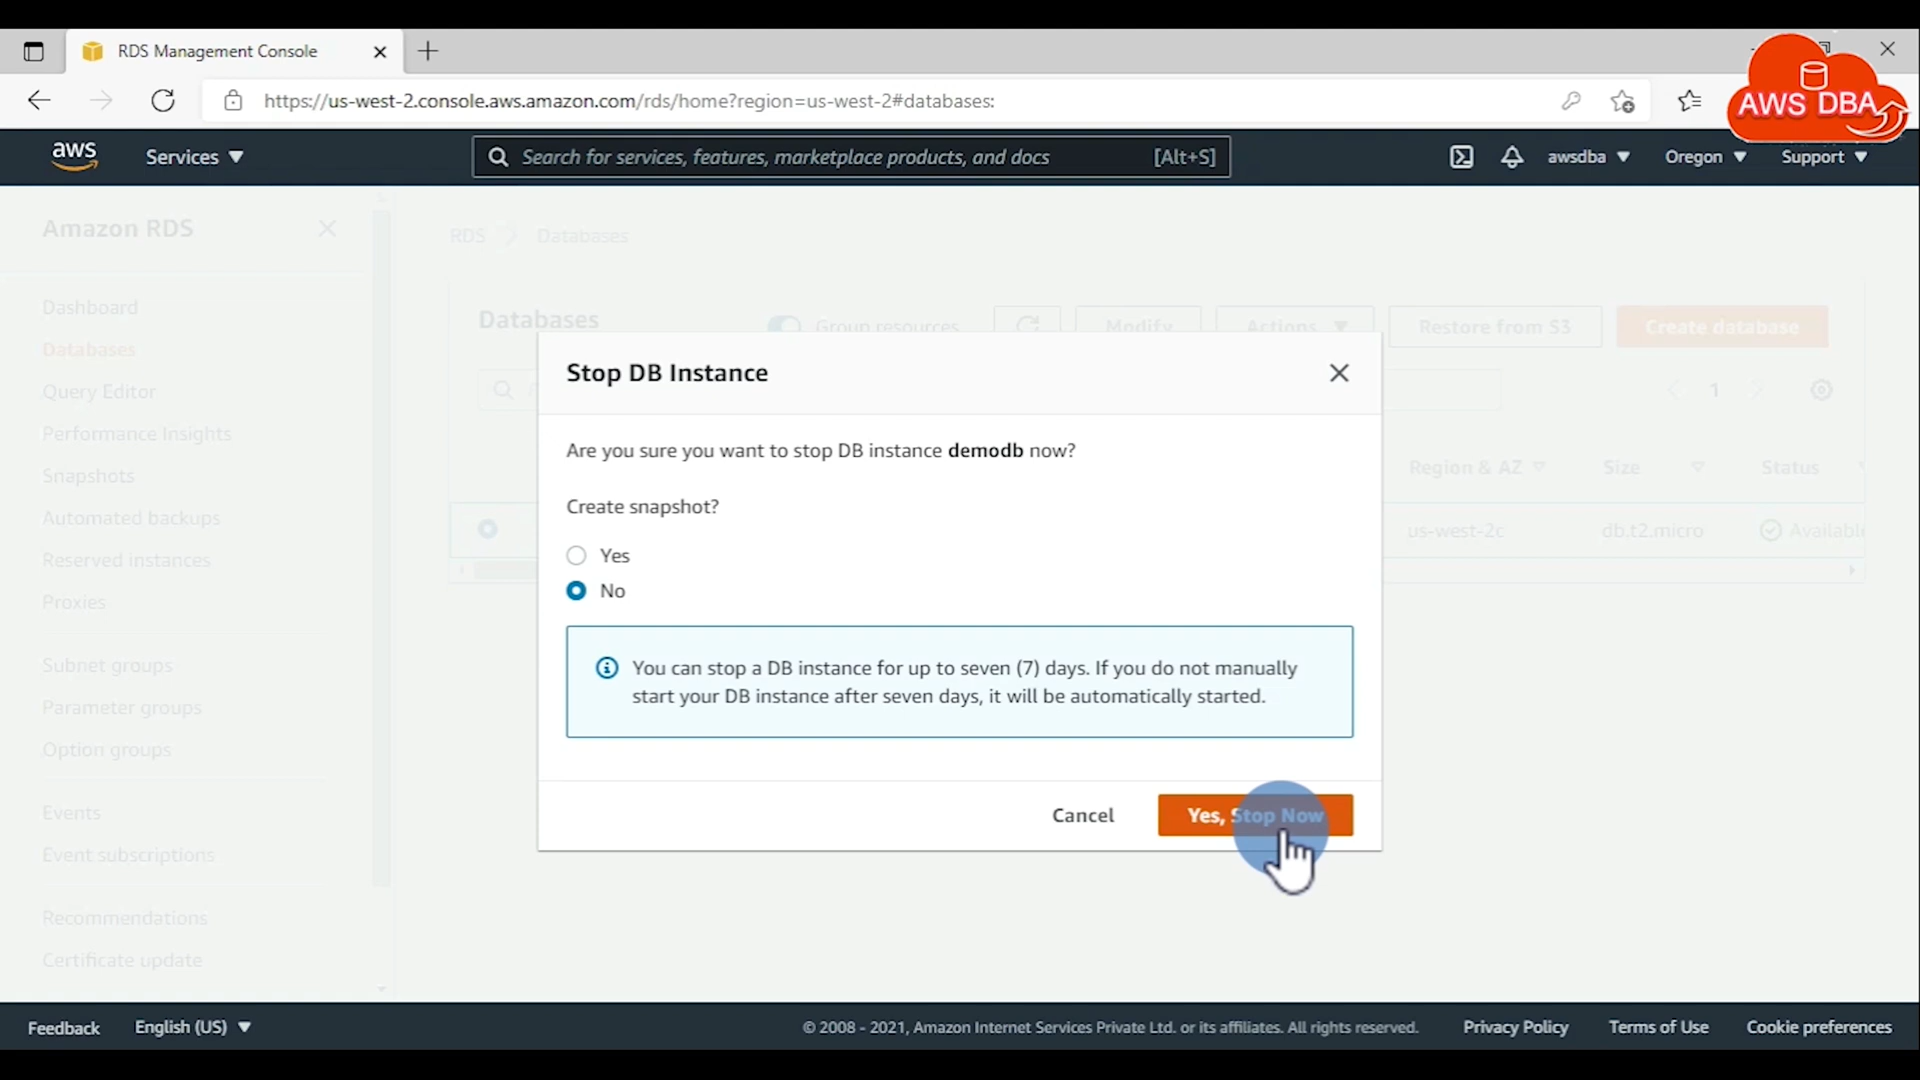 RDS Management Console
AWS DBA
https://us-west-2.console.aws.amazon.com/rds/home?region=us-west-2#databases:
aws
Services
Search for services, features, marketplace products, and docs [Alt+S]
awsdba
Oregon
Support
Amazon RDS
RDS
Databases
Dashboard
Databases
Query Editor
Performance Insights
Snapshots
Automated backups
Reserved instances
Proxies
Subnet groups
Parameter groups
Option groups
Events
Event subscriptions
Recommendations
Certificate update
Databases
Group resources
Modify
Actions
Restore from S3
Create database
1
Region & AZ
Size
Status
us-west-2c
db.t2.micro
Stop DB Instance
Are you sure you want to stop DB instance demodb now?
Create snapshot?
Yes
No
You can stop a DB instance for up to seven (7) days. If you do not manually
start your DB instance after seven days, it will be automatically started.
Cancel
Yes, Stop Now
Feedback
English (US)
© 2008 - 2021, Amazon Internet Services Private Ltd. or its affiliates. All rights reserved.
Privacy Policy
Terms of Use
Cookie preferences